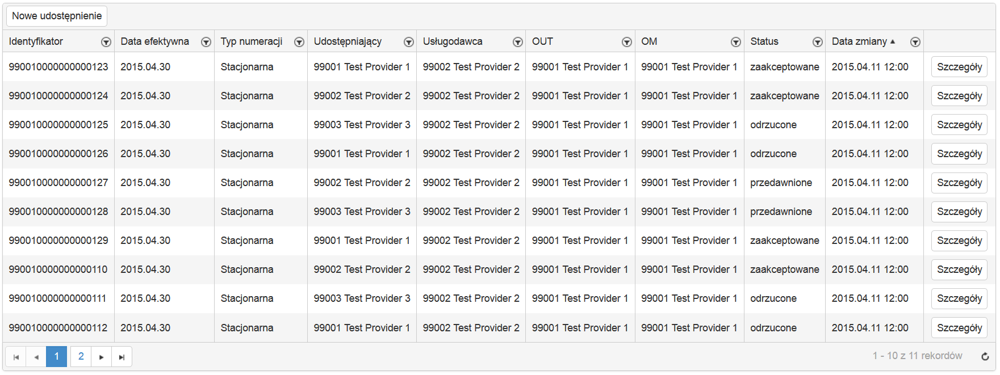 Nowe udostępnienie
Identyfikator Data efektywna Typ numeracji Udostępniający Usługodawca OUT OM Status Data zmiany
990010000000000123 2015.04.30 Stacjonarna 99001 Test Provider 1 99002 Test Provider 2 99001 Test Provider 1 99001 Test Provider 1 zaakceptowane 2015.04.11 12:00 Szczegóły
990010000000000124 2015.04.30 Stacjonarna 99002 Test Provider 2 99002 Test Provider 2 99001 Test Provider 1 99001 Test Provider 1 zaakceptowane 2015.04.11 12:00 Szczegóły
990010000000000125 2015.04.30 Stacjonarna 99003 Test Provider 3 99002 Test Provider 2 99001 Test Provider 1 99001 Test Provider 1 odrzucone 2015.04.11 12:00 Szczegóły
990010000000000126 2015.04.30 Stacjonarna 99001 Test Provider 1 99002 Test Provider 2 99001 Test Provider 1 99001 Test Provider 1 odrzucone 2015.04.11 12:00 Szczegóły
990010000000000127 2015.04.30 Stacjonarna 99002 Test Provider 2 99002 Test Provider 2 99001 Test Provider 1 99001 Test Provider 1 przedawnione 2015.04.11 12:00 Szczegóły
990010000000000128 2015.04.30 Stacjonarna 99003 Test Provider 3 99002 Test Provider 2 99001 Test Provider 1 99001 Test Provider 1 przedawnione 2015.04.11 12:00 Szczegóły
990010000000000129 2015.04.30 Stacjonarna 99001 Test Provider 1 99002 Test Provider 2 99001 Test Provider 1 99001 Test Provider 1 zaakceptowane 2015.04.11 12:00 Szczegóły
990010000000000110 2015.04.30 Stacjonarna 99002 Test Provider 2 99002 Test Provider 2 99001 Test Provider 1 99001 Test Provider 1 zaakceptowane 2015.04.11 12:00 Szczegóły
990010000000000111 2015.04.30 Stacjonarna 99003 Test Provider 3 99002 Test Provider 2 99001 Test Provider 1 99001 Test Provider 1 odrzucone 2015.04.11 12:00 Szczegóły
990010000000000112 2015.04.30 Stacjonarna 99001 Test Provider 1 99002 Test Provider 2 99001 Test Provider 1 99001 Test Provider 1 odrzucone 2015.04.11 12:00 Szczegóły
1 2 1 - 10 z 11 rekordów